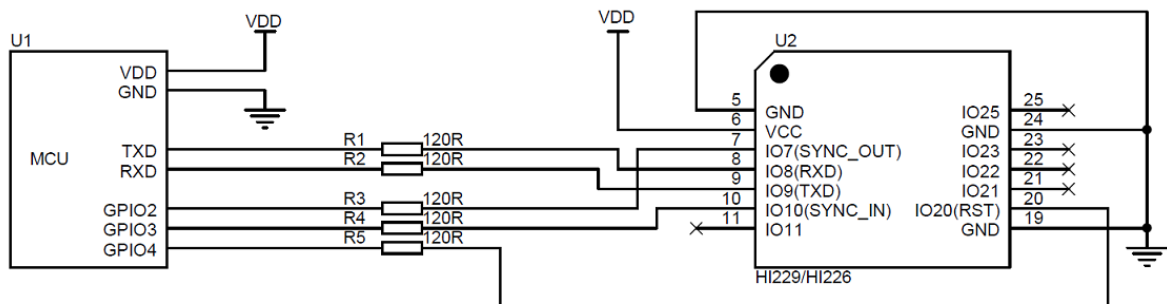 VDD
VDD
U1
U2
VDD
GND
MCU
TXD
RXD
GPIO2
GPIO3
GPIO4
R1 120R
R2 120R
R3 120R
R4 120R
R5 120R
5 GND
6 VCC
7 IO7(SYNC_OUT)
8 IO8(RXD)
9 IO9(TXD)
10 IO10(SYNC_IN)
11 IO11
IO25 25
GND 24
IO23 23
IO22 22
IO21 21
IO20(RST) 20
GND 19
HI229/HI226